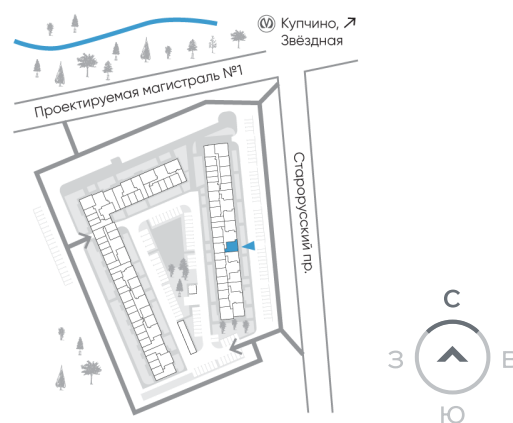 Купчино,
Звёздная
Проектируемая магистраль №1
Старорусский пр.
С
З
В
Ю